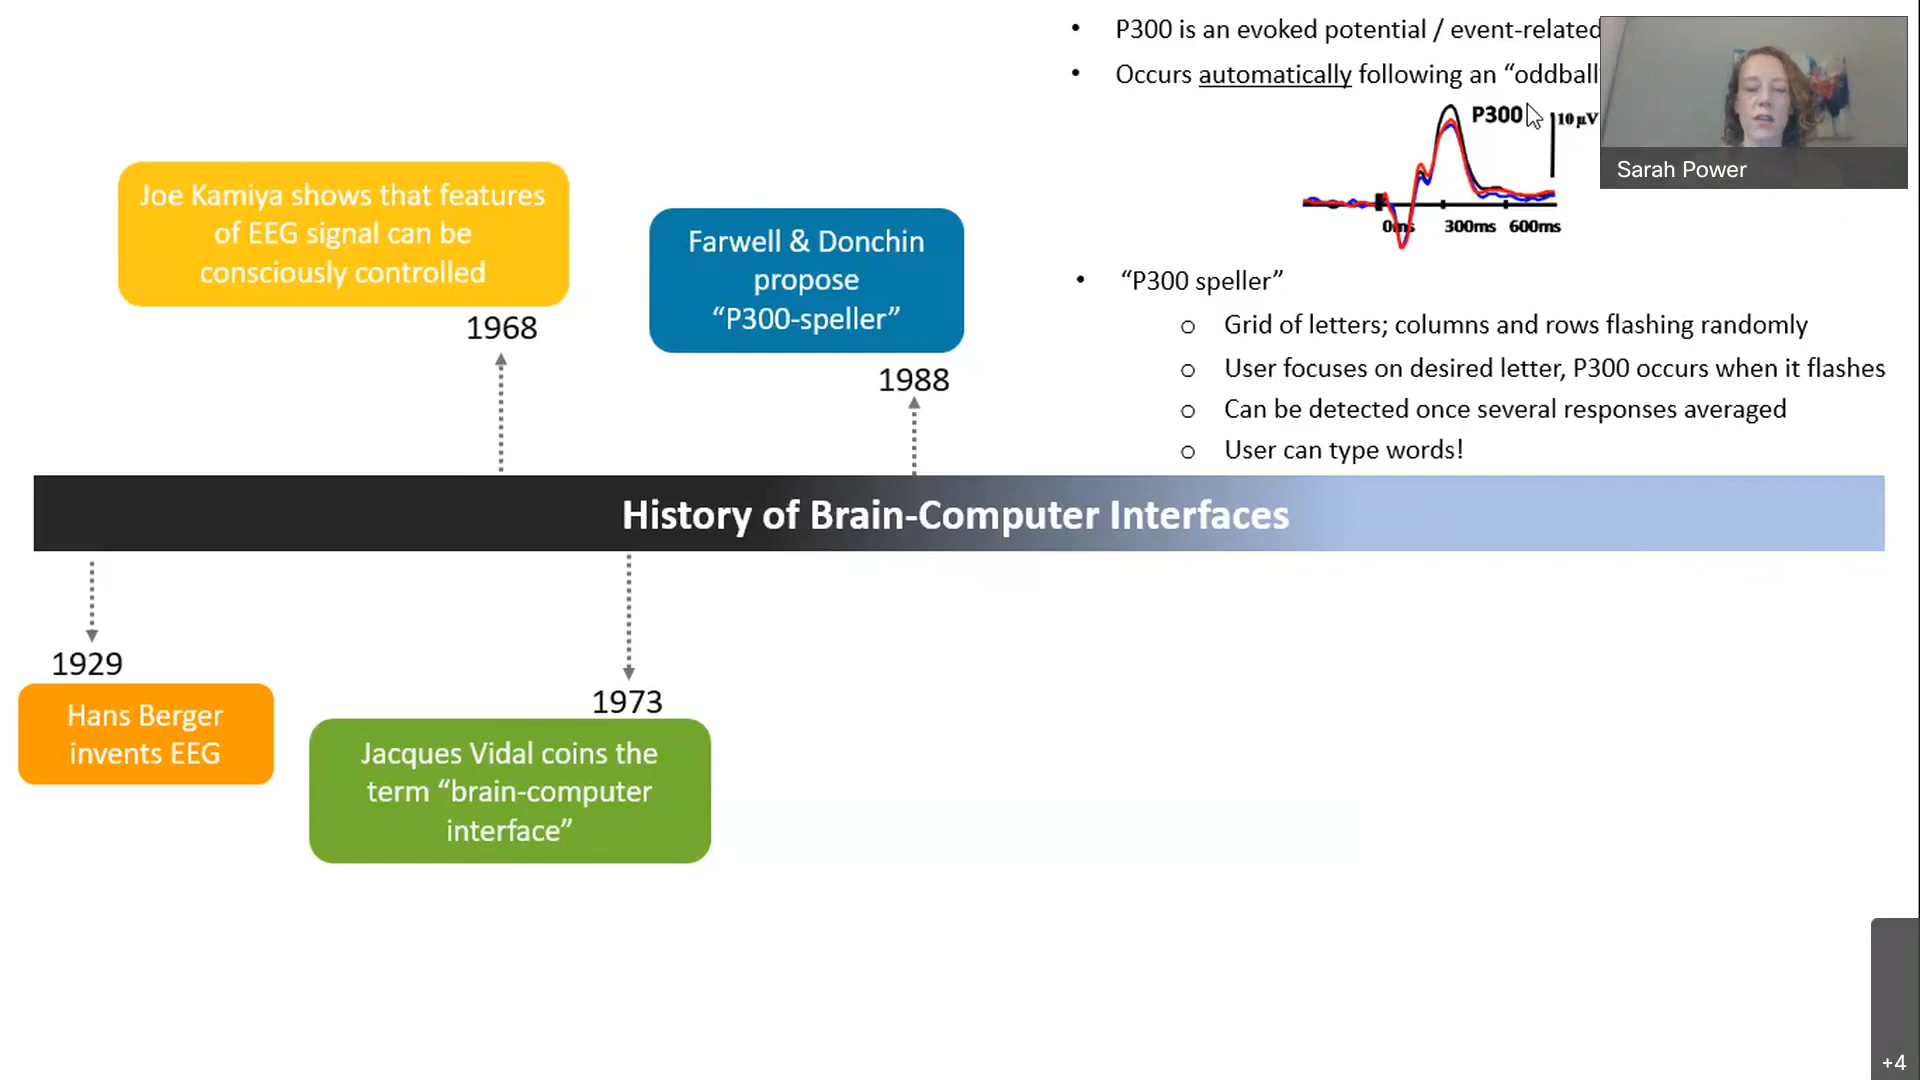 • P300 is an evoked potential / event-related
• Occurs automatically following an “oddball
P300
10 µV
0ms 300ms 600ms
Sarah Power
• “P300 speller”
o Grid of letters; columns and rows flashing randomly
o User focuses on desired letter, P300 occurs when it flashes
o Can be detected once several responses averaged
o User can type words!
Joe Kamiya shows that features
of EEG signal can be
consciously controlled
1968
Farwell & Donchin
propose
“P300-speller”
1988
History of Brain-Computer Interfaces
1929
Hans Berger
invents EEG
1973
Jacques Vidal coins the
term “brain-computer
interface”
+4